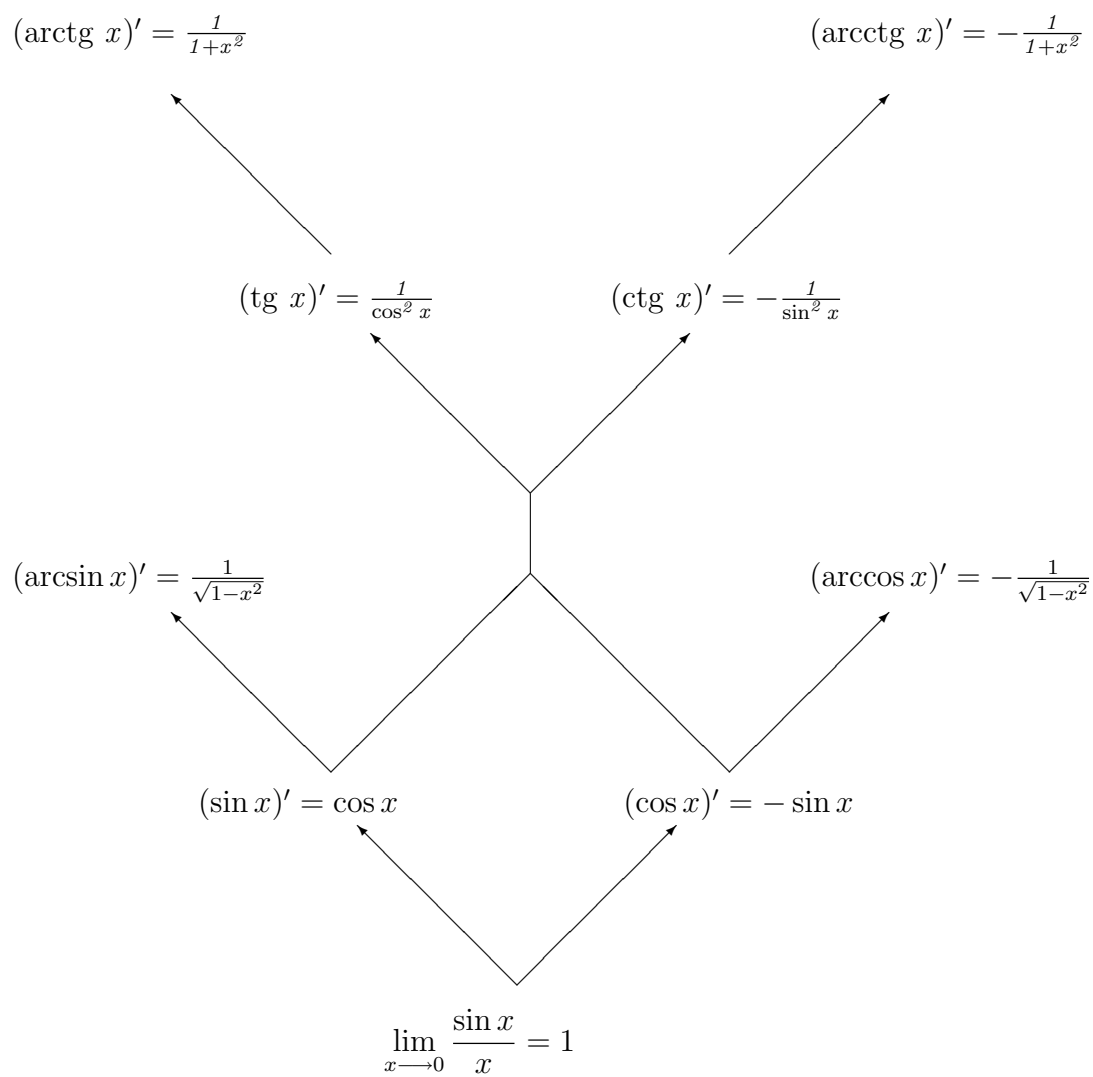 (arctg x)′ = 1/(1+x²)
(arcctg x)′ = −1/(1+x²)
(tg x)′ = 1/(cos² x)
(ctg x)′ = −1/(sin² x)
(arcsin x)′ = 1/√(1−x²)
(arccos x)′ = −1/√(1−x²)
(sin x)′ = cos x
(cos x)′ = − sin x
lim x⟶0 sin x / x = 1